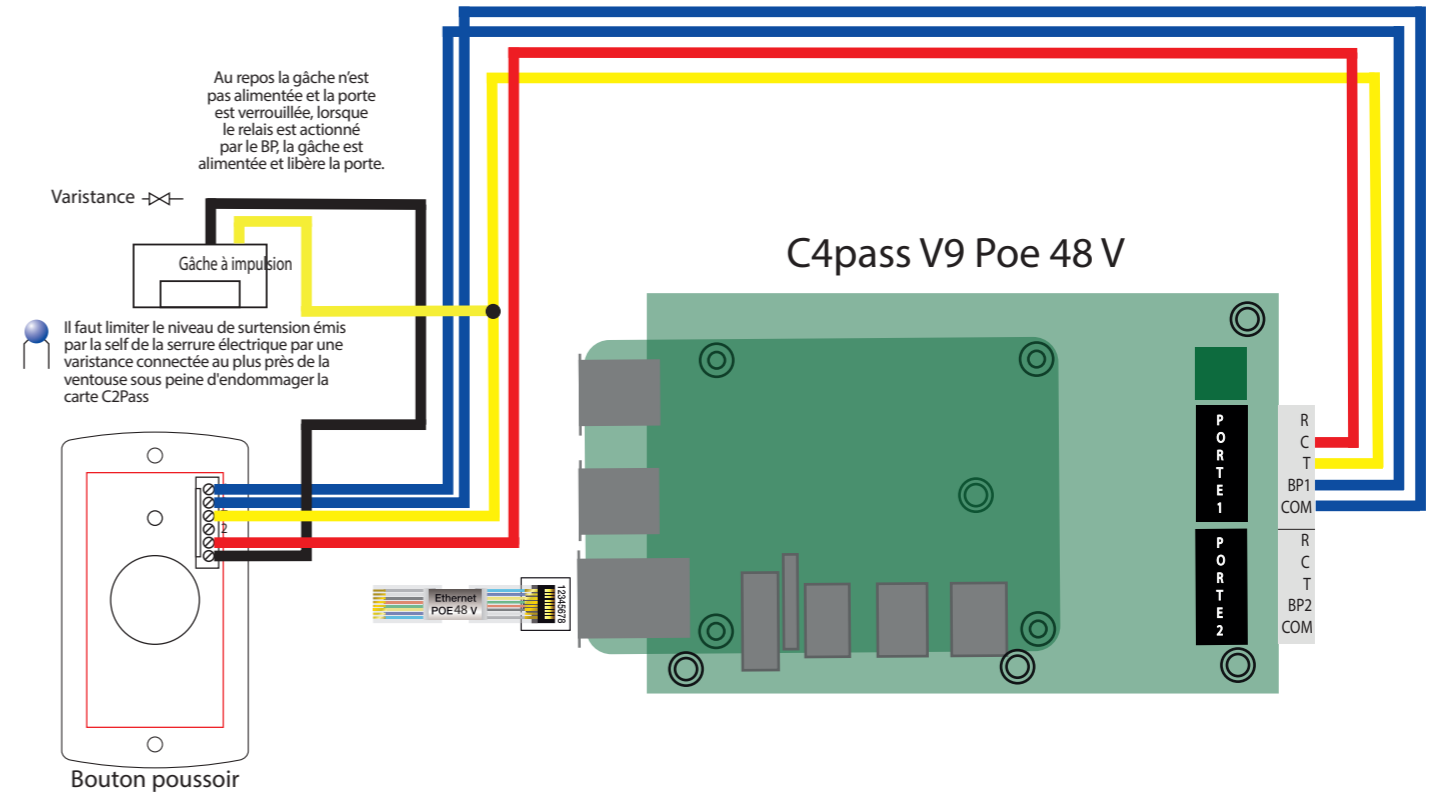 Au repos la gâche n'est
pas alimentée et la porte
est verrouillée, lorsque
le relais est actionné
par le BP, la gâche est
alimentée et libère la porte.
Varistance
Gâche à impulsion
Il faut limiter le niveau de surtension émis
par la self de la serrure électrique par une
varistance connectée au plus près de la
ventouse sous peine d'endommager la
carte C2Pass
2
Bouton poussoir
Ethernet
POE 48 V
12345678
C4pass V9 Poe 48 V
PORTE1
R
C
T
BP1
COM
PORTE2
R
C
T
BP2
COM